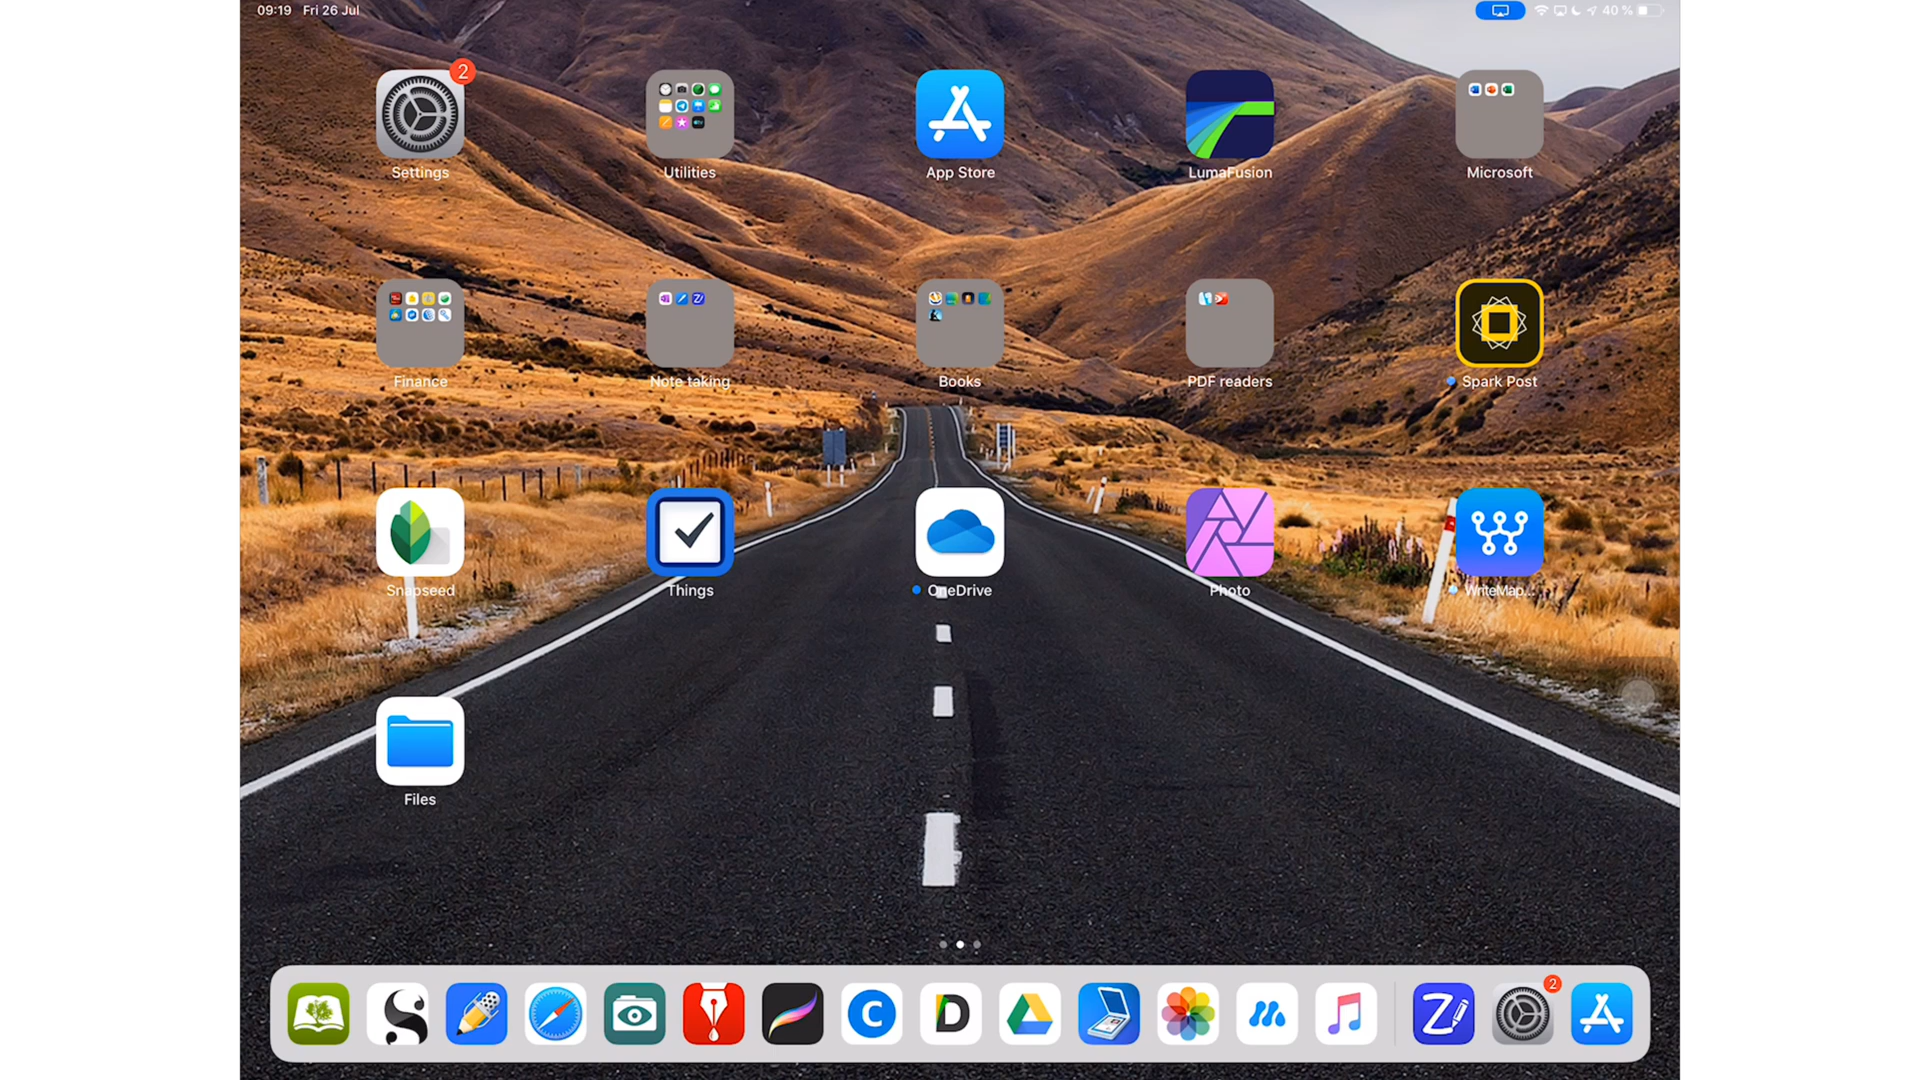 09:19 Fri 26 Jul
40 %
2
Settings
Utilities
App Store
LumaFusion
Microsoft
Finance
Note taking
Books
PDF readers
Spark Post
Snapseed
Things
OneDrive
Photo
WriteMap...
Files
C
D
Z
2